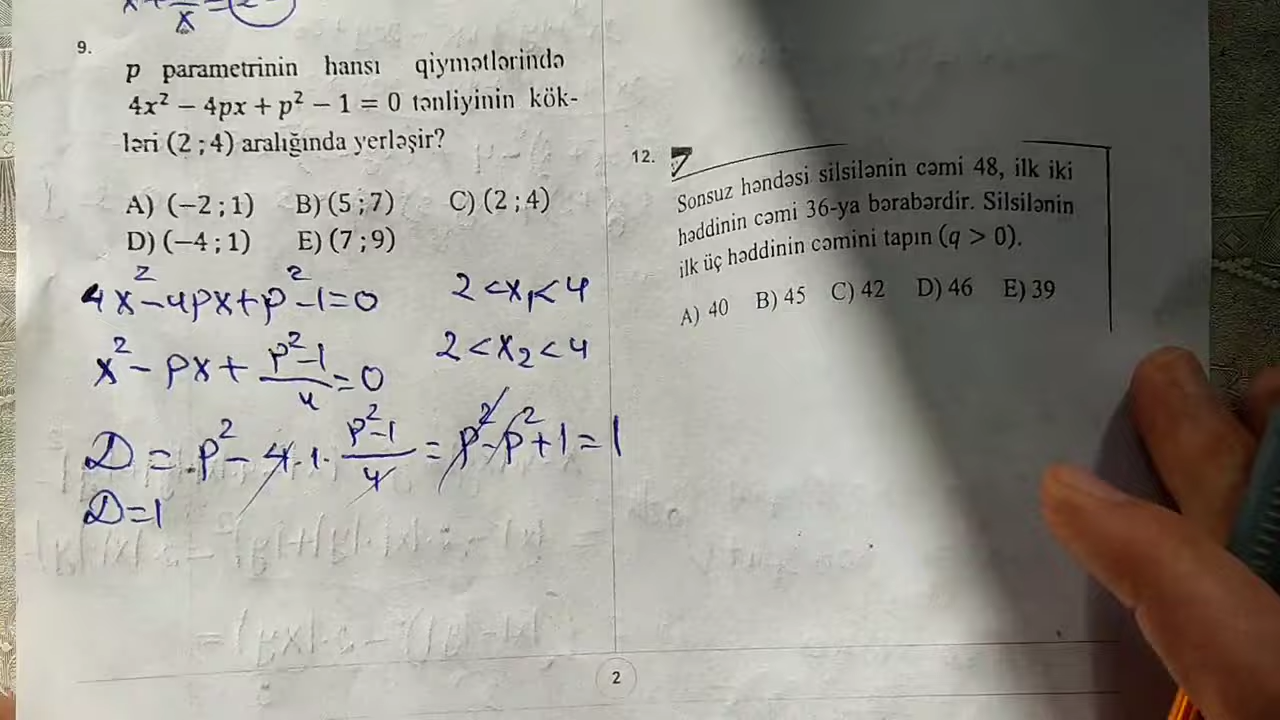 9.
p parametrinin hansı qiymətlərində
4x² − 4px + p² − 1 = 0 tənliyinin kök-
ləri (2 ; 4) aralığında yerləşir?
A) (−2 ; 1) B) (5 ; 7) C) (2 ; 4)
D) (−4 ; 1) E) (7 ; 9)
4x² − 4px + p² − 1 = 0
2 < x₁ < 4
x² − px + (p² − 1)/4 = 0
2 < x₂ < 4
D = p² − 4 · 1 · (p² − 1)/4 = p² − p² + 1 = 1
D = 1
12.
Sonsuz həndəsi silsilənin cəmi 48, ilk iki
həddinin cəmi 36-ya bərabərdir. Silsilənin
ilk üç həddinin cəmini tapın (q > 0).
A) 40 B) 45 C) 42 D) 46 E) 39
2